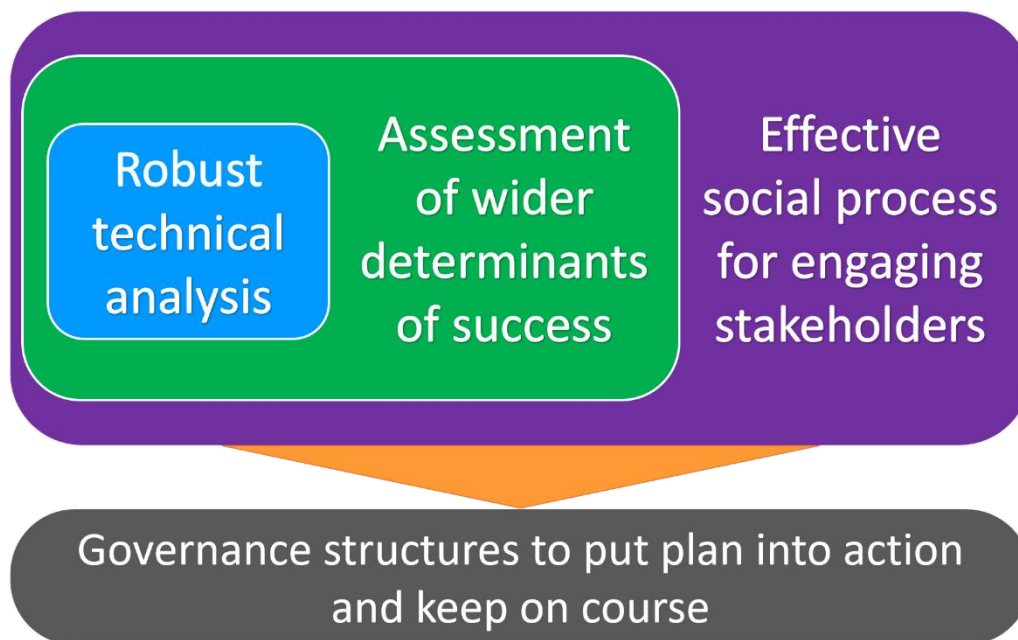 Robust
technical
analysis
Assessment
of wider
determinants
of success
Effective
social process
for engaging
stakeholders
Governance structures to put plan into action
and keep on course